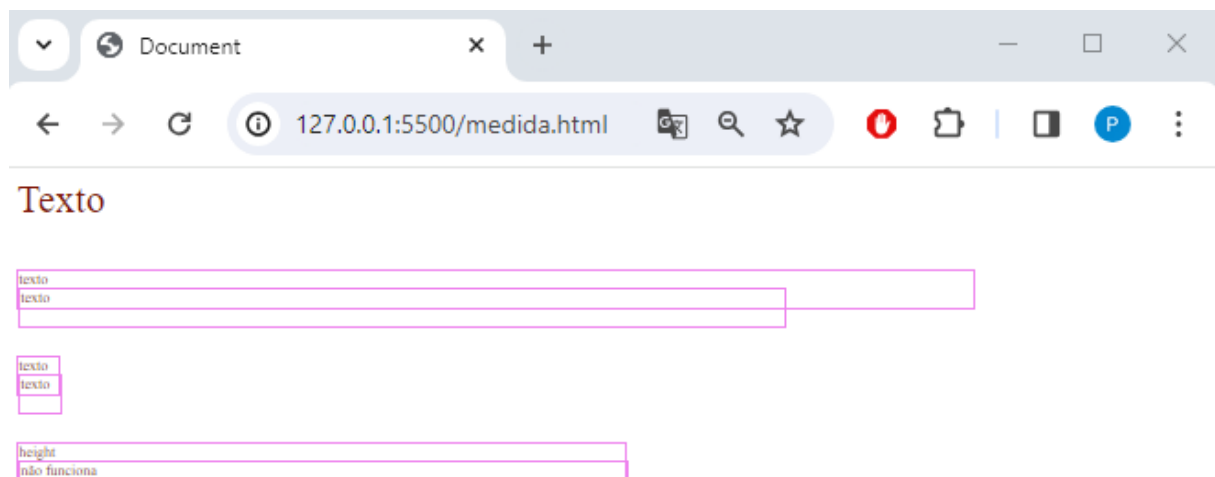 Document
127.0.0.1:5500/medida.html
P
Texto
texto
texto
texto
texto
height
não funciona